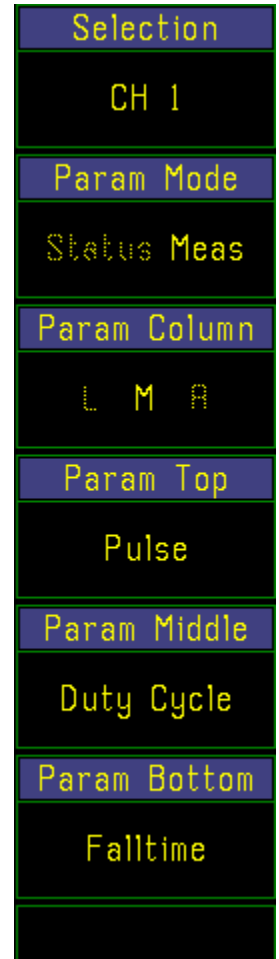 Selection
CH 1
Param Mode
Status Meas
Param Column
L M R
Param Top
Pulse
Param Middle
Duty Cycle
Param Bottom
Falltime